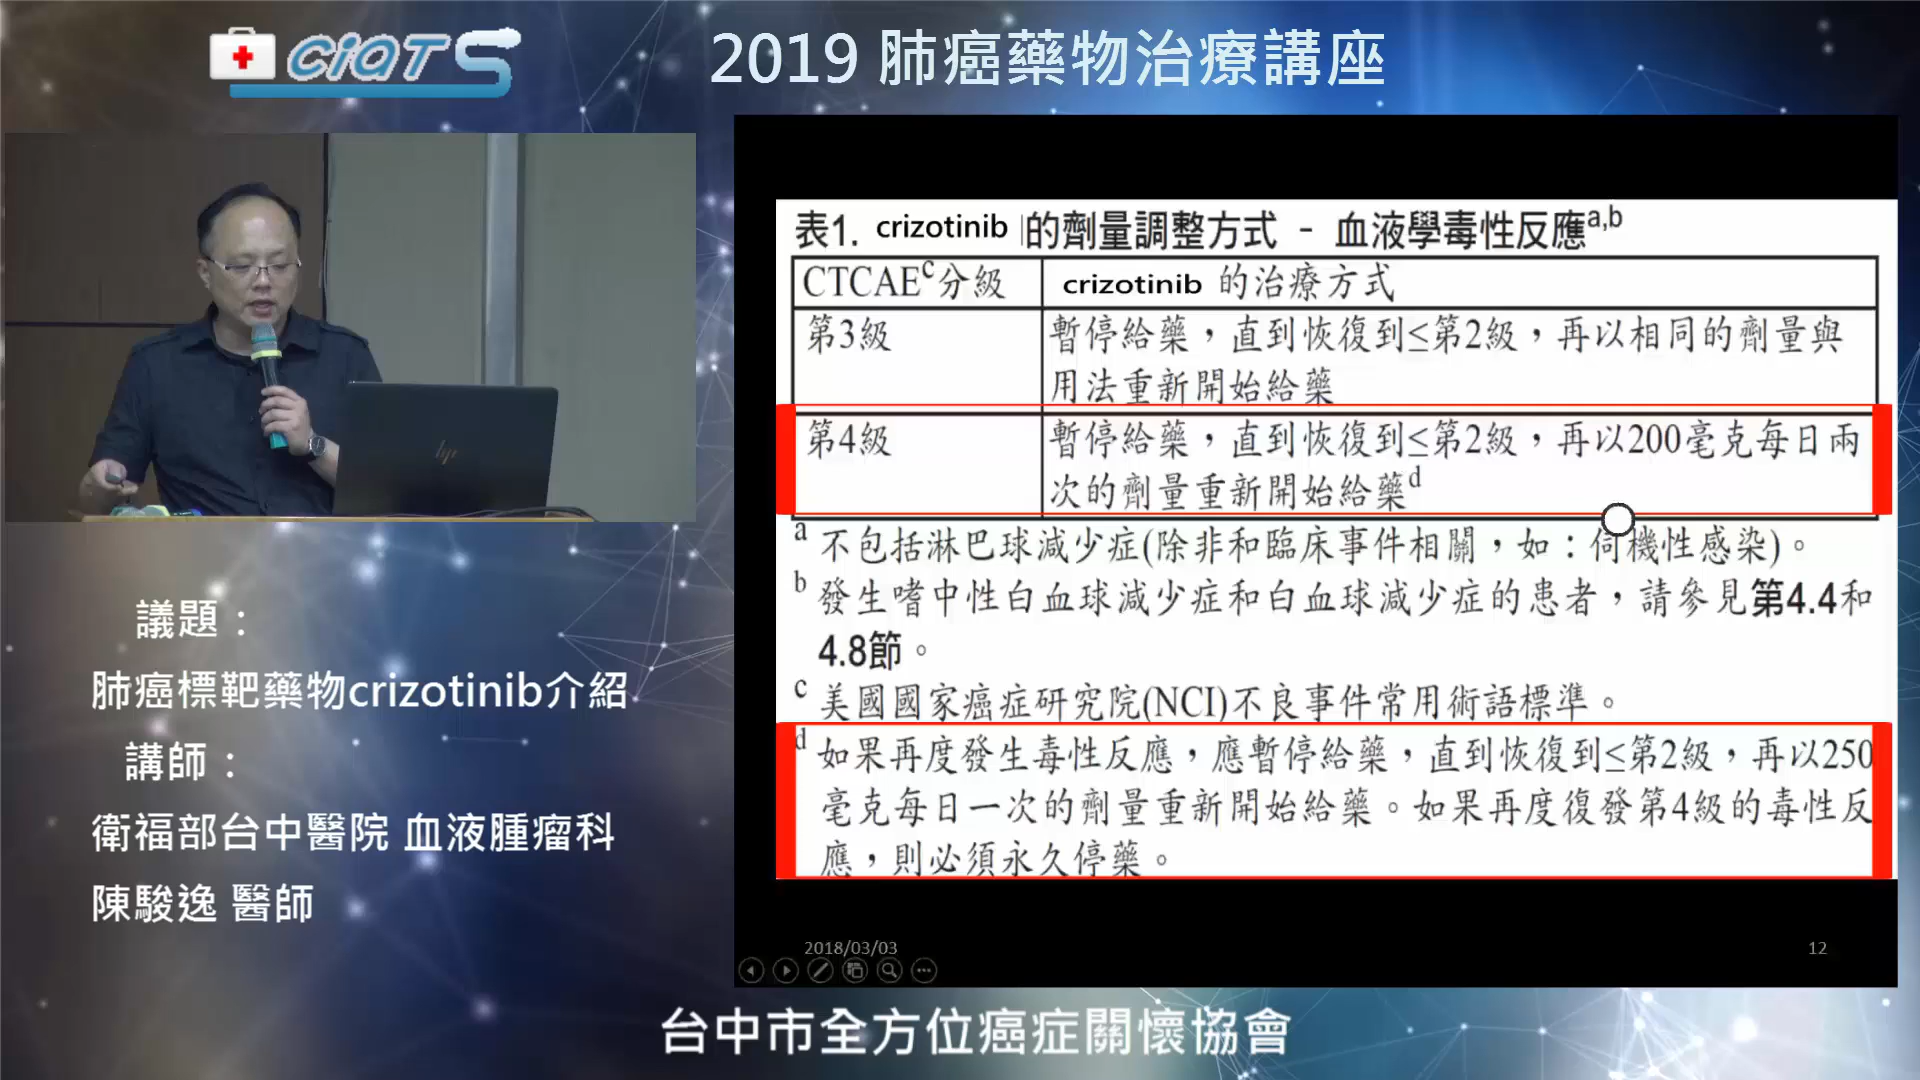 CiQTS
2019 肺癌藥物治療講座
表1. crizotinib 的劑量調整方式 - 血液學毒性反應a,b
CTCAEc分級
crizotinib 的治療方式
第3級
暫停給藥，直到恢復到≤第2級，再以相同的劑量與
用法重新開始給藥
第4級
暫停給藥，直到恢復到≤第2級，再以200毫克每日兩
次的劑量重新開始給藥d
a 不包括淋巴球減少症(除非和臨床事件相關，如：伺機性感染)。
b 發生嗜中性白血球減少症和白血球減少症的患者，請參見第4.4和
4.8節。
c 美國國家癌症研究院(NCI)不良事件常用術語標準。
d 如果再度發生毒性反應，應暫停給藥，直到恢復到≤第2級，再以250
毫克每日一次的劑量重新開始給藥。如果再度復發第4級的毒性反
應，則必須永久停藥。
2018/03/03
12
hp
議題：
肺癌標靶藥物crizotinib介紹
講師：
衛福部台中醫院 血液腫瘤科
陳駿逸 醫師
台中市全方位癌症關懷協會